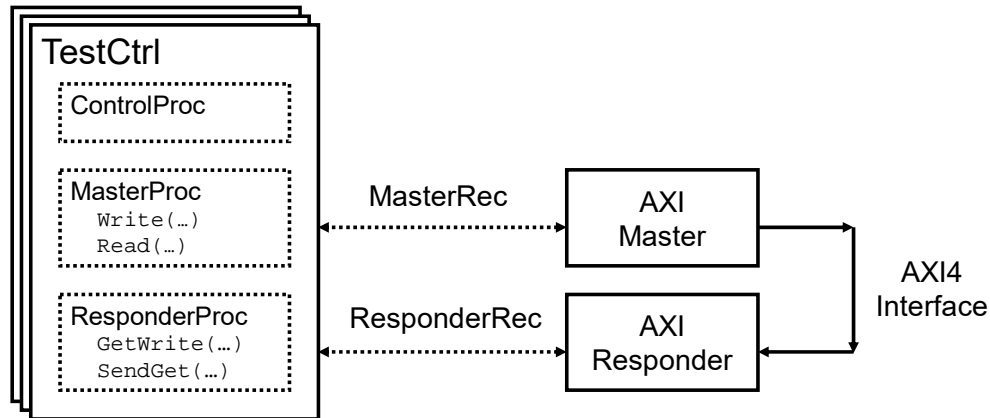 TestCtrl
ControlProc
MasterProc
Write(…)
Read(…)
ResponderProc
GetWrite(…)
SendGet(…)
MasterRec
ResponderRec
AXI
Master
AXI
Responder
AXI4
Interface